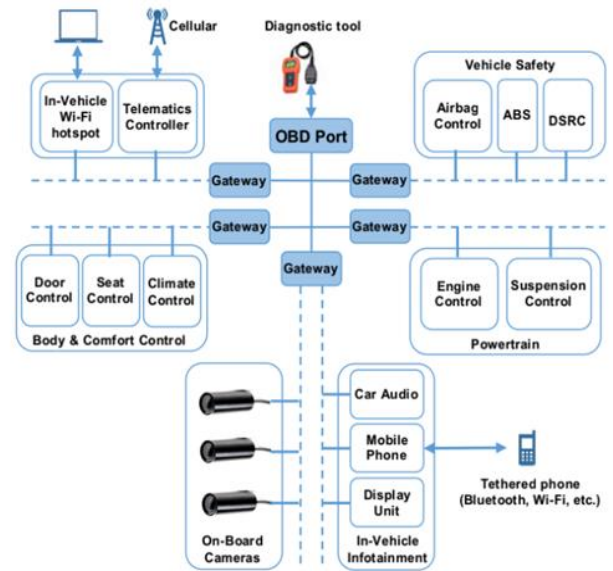 Cellular
Diagnostic tool
Vehicle Safety
In-Vehicle
Wi-Fi
hotspot
Telematics
Controller
OBD Port
Airbag
Control
ABS
DSRC
Gateway
Gateway
Gateway
Gateway
Gateway
Door
Control
Seat
Control
Climate
Control
Body & Comfort Control
Engine
Control
Suspension
Control
Powertrain
Car Audio
Mobile
Phone
Display
Unit
On-Board
Cameras
In-Vehicle
Infotainment
Tethered phone
(Bluetooth, Wi-Fi, etc.)